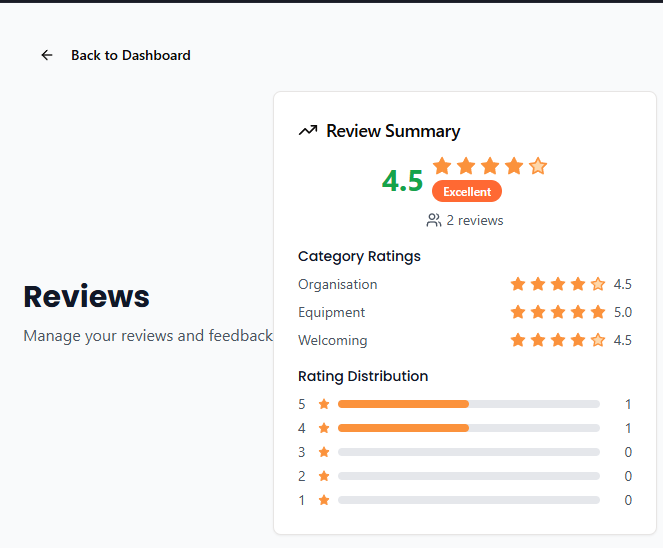 Back to Dashboard
Reviews
Manage your reviews and feedback
Review Summary
4.5
Excellent
2 reviews
Category Ratings
Organisation 4.5
Equipment 5.0
Welcoming 4.5
Rating Distribution
5 1
4 1
3 0
2 0
1 0